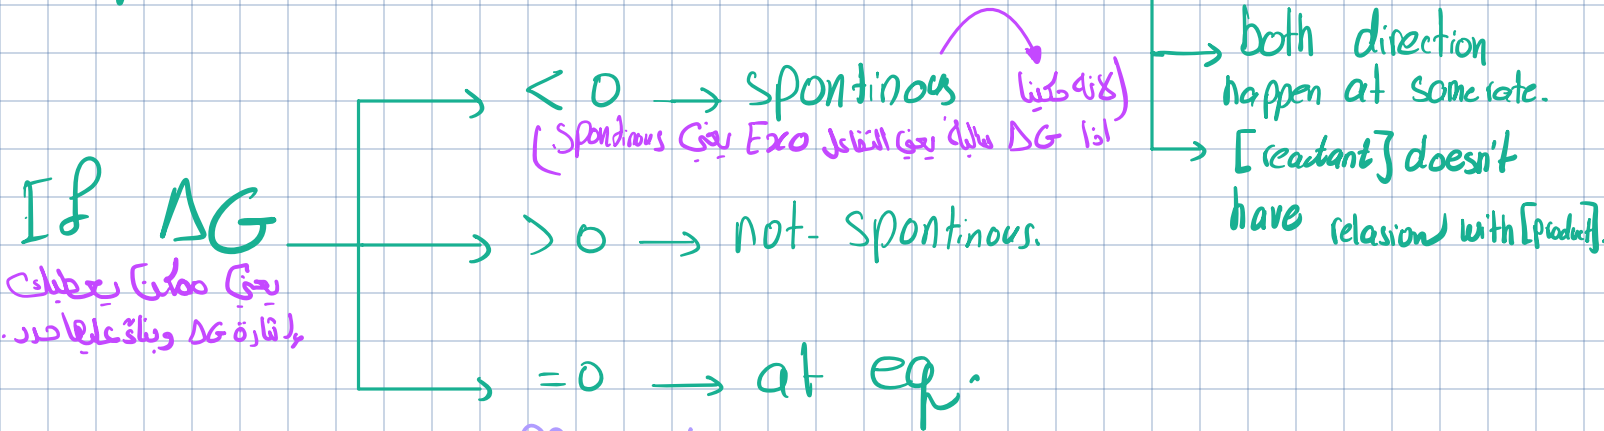 If ΔG
يعني ممكن يعطيك
إشارة ΔG وبناءً عليها حدد.
< 0 → spontinous (لانه حكينا
اذا ΔG سالبة يعني التفاعل Exo يعني spontinous.)
> 0 → not-spontinous.
= 0 → at eq.
→ both direction
happen at same rate.
→ [reactant] doesn't
have relasion with [product].